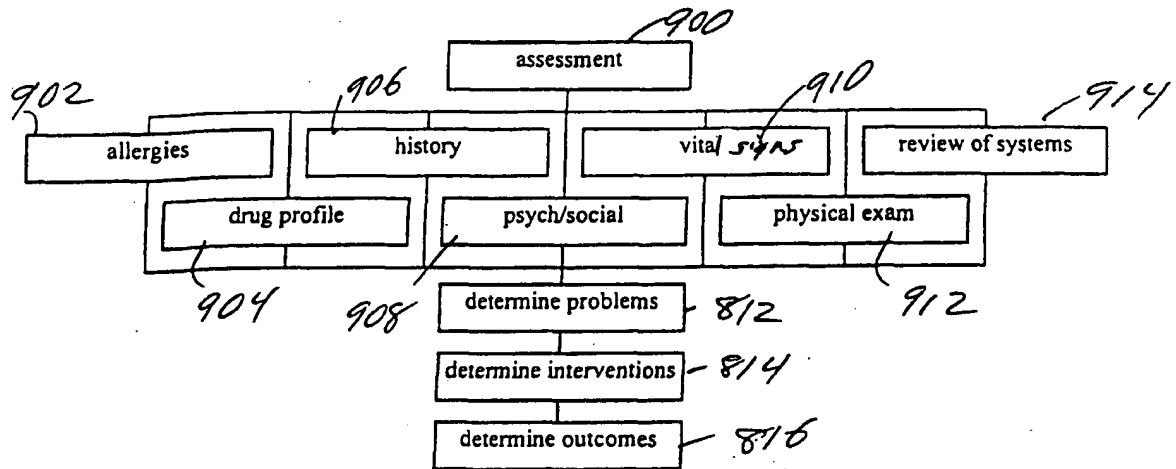 900
assessment
902
906
910
914
allergies
history
vital signs
review of systems
drug profile
psych/social
physical exam
904
908
912
determine problems
812
determine interventions
814
determine outcomes
816